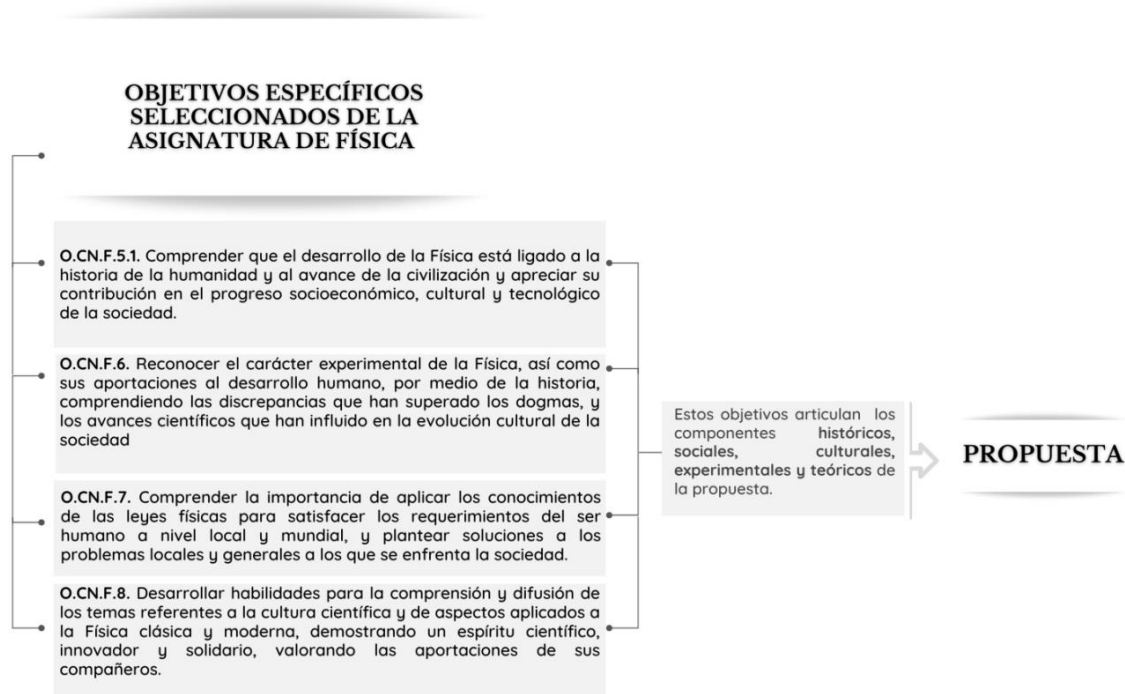 OBJETIVOS ESPECÍFICOS
SELECCIONADOS DE LA
ASIGNATURA DE FÍSICA
O.CN.F.5.1. Comprender que el desarrollo de la Física está ligado a la
historia de la humanidad y al avance de la civilización y apreciar su
contribución en el progreso socioeconómico, cultural y tecnológico
de la sociedad.
O.CN.F.6. Reconocer el carácter experimental de la Física, así como
sus aportaciones al desarrollo humano, por medio de la historia,
comprendiendo las discrepancias que han superado los dogmas, y
los avances científicos que han influido en la evolución cultural de la
sociedad
O.CN.F.7. Comprender la importancia de aplicar los conocimientos
de las leyes físicas para satisfacer los requerimientos del ser
humano a nivel local y mundial, y plantear soluciones a los
problemas locales y generales a los que se enfrenta la sociedad.
O.CN.F.8. Desarrollar habilidades para la comprensión y difusión de
los temas referentes a la cultura científica y de aspectos aplicados a
la Física clásica y moderna, demostrando un espíritu científico,
innovador y solidario, valorando las aportaciones de sus
compañeros.
Estos objetivos articulan los
componentes históricos,
sociales, culturales,
experimentales y teóricos de
la propuesta.
PROPUESTA